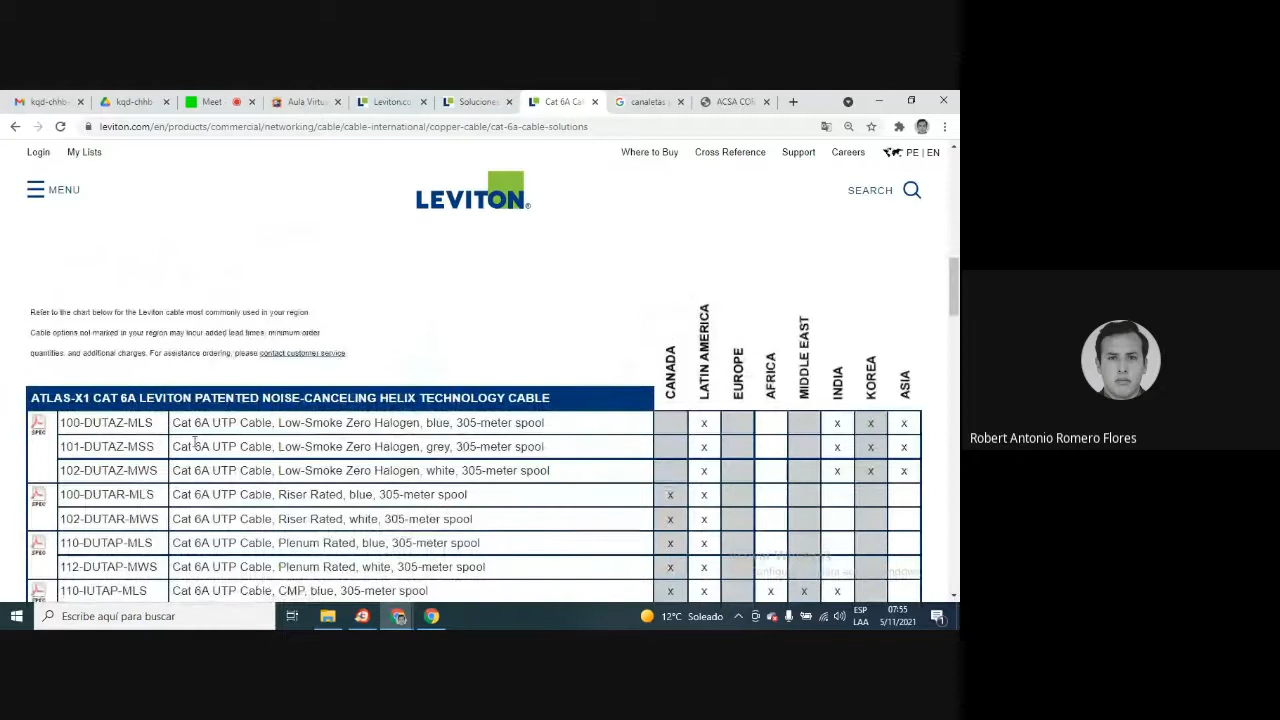 kqd-chhb-
kqd-chhb-
Meet
Aula Virtu
Leviton.co
Soluciones
Cat 6A Ca
canaletas
ACSA CO
leviton.com/en/products/commercial/networking/cable/cable-international/copper-cable/cat-6a-cable-solutions
Login My Lists
Where to Buy Cross Reference Support Careers PE | EN
MENU
LEVITON®
SEARCH
Refer to the chart below for the Leviton cable most commonly used in your region.
Cable options not marked in your region may incur added lead times, minimum order
quantities, and additional charges. For assistance ordering, please contact customer service.
CANADA
LATIN AMERICA
EUROPE
AFRICA
MIDDLE EAST
INDIA
KOREA
ASIA
ATLAS-X1 CAT 6A LEVITON PATENTED NOISE-CANCELING HELIX TECHNOLOGY CABLE
SPEC 100-DUTAZ-MLS Cat 6A UTP Cable, Low-Smoke Zero Halogen, blue, 305-meter spool x x x x
101-DUTAZ-MSS Cat 6A UTP Cable, Low-Smoke Zero Halogen, grey, 305-meter spool x x x x
102-DUTAZ-MWS Cat 6A UTP Cable, Low-Smoke Zero Halogen, white, 305-meter spool x x x x
SPEC 100-DUTAR-MLS Cat 6A UTP Cable, Riser Rated, blue, 305-meter spool x x
102-DUTAR-MWS Cat 6A UTP Cable, Riser Rated, white, 305-meter spool x x
SPEC 110-DUTAP-MLS Cat 6A UTP Cable, Plenum Rated, blue, 305-meter spool x x
112-DUTAP-MWS Cat 6A UTP Cable, Plenum Rated, white, 305-meter spool x x
SPEC 110-IUTAP-MLS Cat 6A UTP Cable, CMP, blue, 305-meter spool x x x x x
Escribe aquí para buscar
12°C Soleado
ESP
LAA
07:55
5/11/2021
Robert Antonio Romero Flores